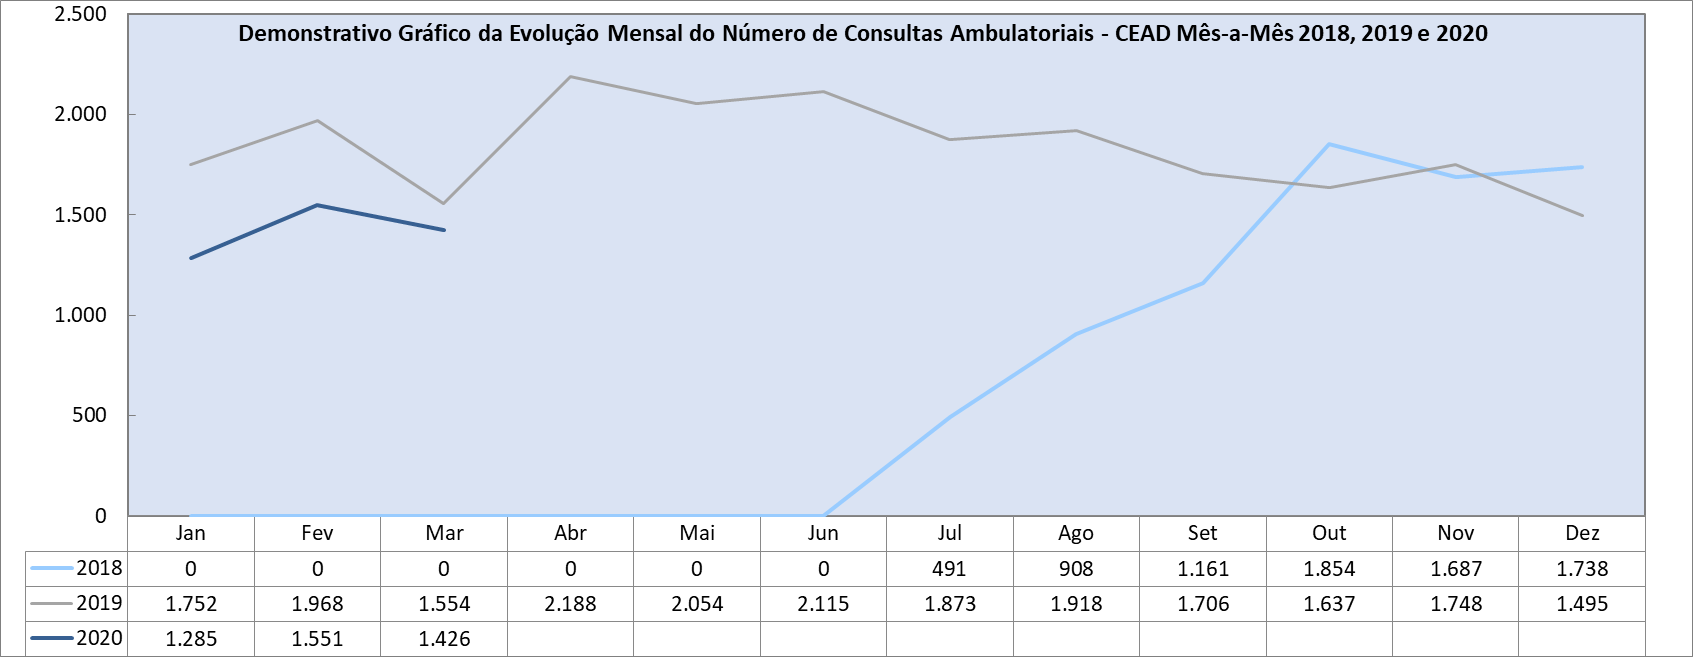 Demonstrativo Gráfico da Evolução Mensal do Número de Consultas Ambulatoriais - CEAD Mês-a-Mês 2018, 2019 e 2020
2.500
2.000
1.500
1.000
500
0
Jan Fev Mar Abr Mai Jun Jul Ago Set Out Nov Dez
2018 0 0 0 0 0 0 491 908 1.161 1.854 1.687 1.738
2019 1.752 1.968 1.554 2.188 2.054 2.115 1.873 1.918 1.706 1.637 1.748 1.495
2020 1.285 1.551 1.426